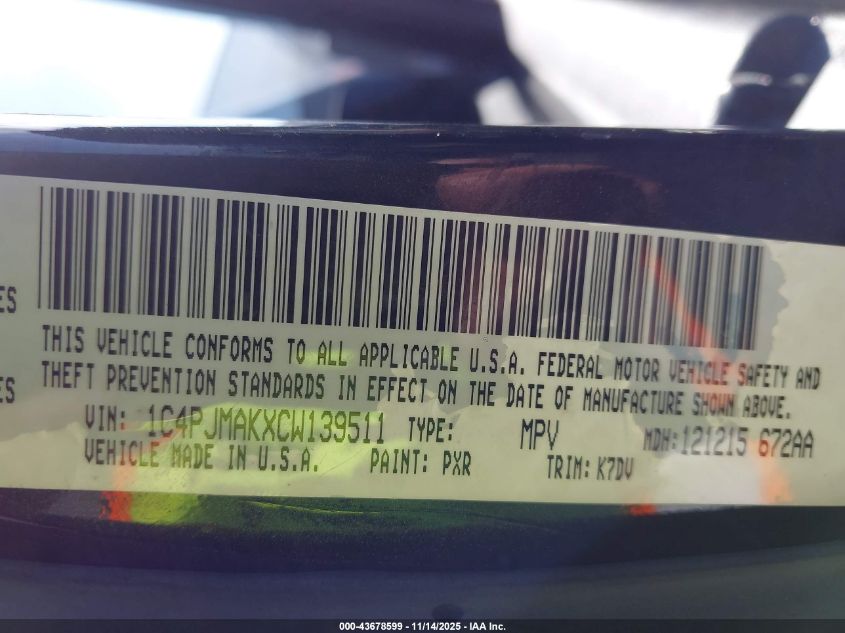 ES
THIS VEHICLE CONFORMS TO ALL APPLICABLE U.S.A. FEDERAL MOTOR VEHICLE SAFETY AND
ES THEFT PREVENTION STANDARDS IN EFFECT ON THE DATE OF MANUFACTURE SHOWN ABOVE.
VIN: 1C4PJMAKXCW139511 TYPE: MPV MDH:121215 672AA
VEHICLE MADE IN U.S.A. PAINT: PXR TRIM: K7DV
000-43678599 — 11/14/2025 — IAA Inc.